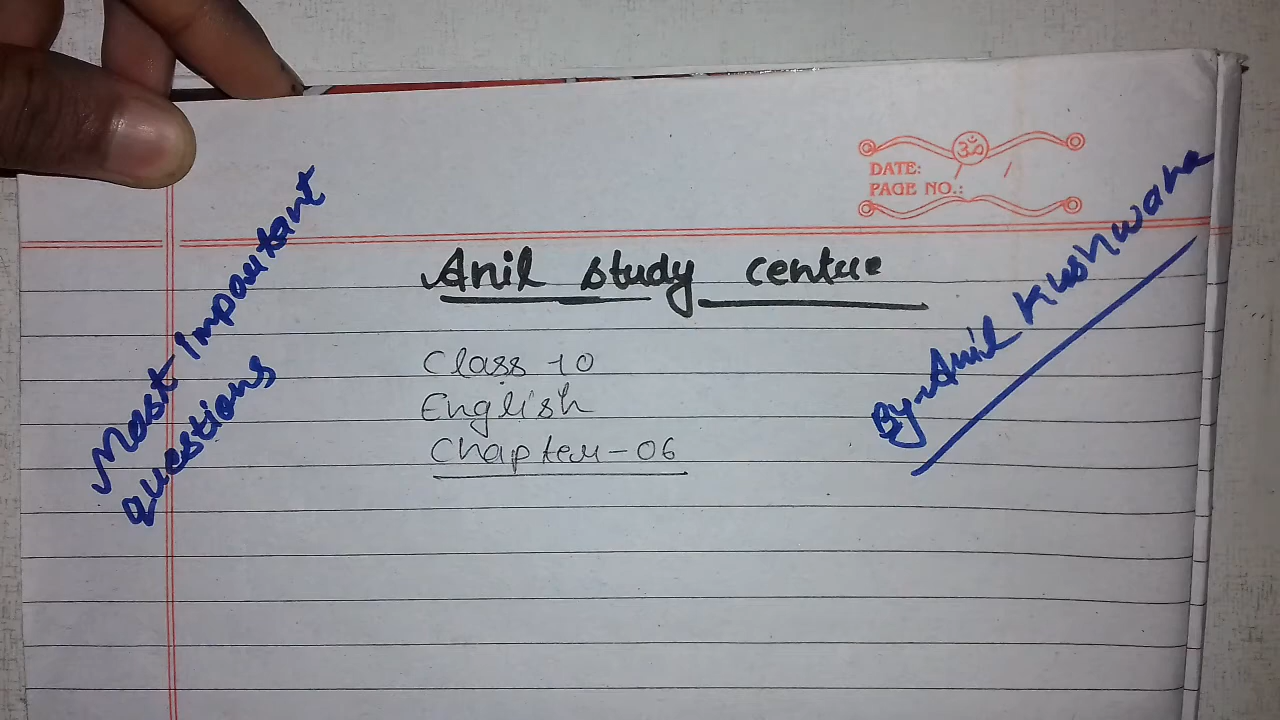 ॐ
DATE:
PAGE NO.:
Anil study centre
Class -10
English
Chapter-06
Most Important
Questions
By-Anil Kushwaha